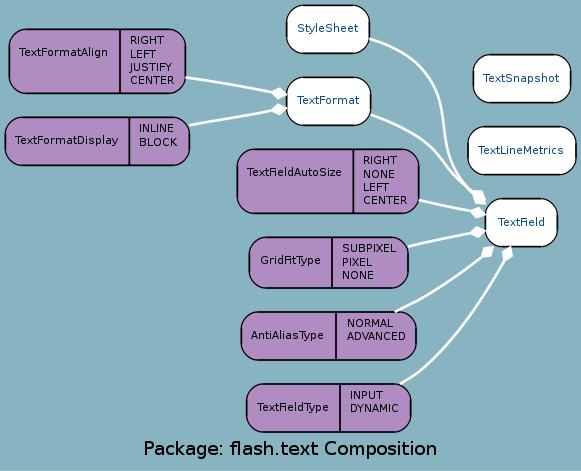 StyleSheet
TextFormatAlign
RIGHT
LEFT
JUSTIFY
CENTER
TextSnapshot
TextFormat
TextFormatDisplay
INLINE
BLOCK
TextLineMetrics
TextFieldAutoSize
RIGHT
NONE
LEFT
CENTER
TextField
GridFitType
SUBPIXEL
PIXEL
NONE
AntiAliasType
NORMAL
ADVANCED
TextFieldType
INPUT
DYNAMIC
Package: flash.text Composition